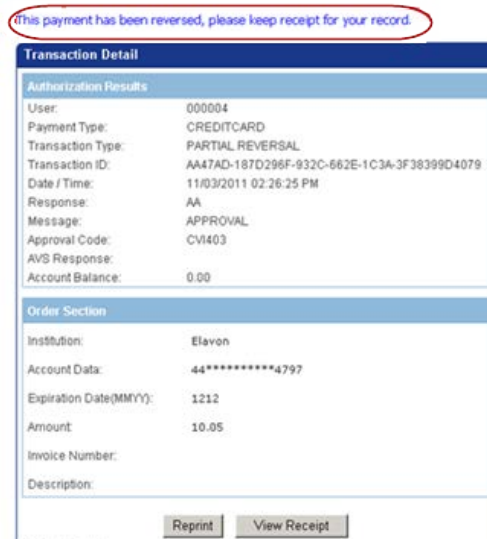 This payment has been reversed, please keep receipt for your record.
Transaction Detail
Authorization Results
User: 000004
Payment Type: CREDITCARD
Transaction Type: PARTIAL REVERSAL
Transaction ID: AA47AD-187D296F-932C-662E-1C3A-3F38399D4079
Date / Time: 11/03/2011 02:26:25 PM
Response: AA
Message: APPROVAL
Approval Code: CVI403
AVS Response:
Account Balance: 0.00
Order Section
Institution: Elavon
Account Data: 44**********4797
Expiration Date(MMYY): 1212
Amount: 10.05
Invoice Number:
Description:
Reprint View Receipt